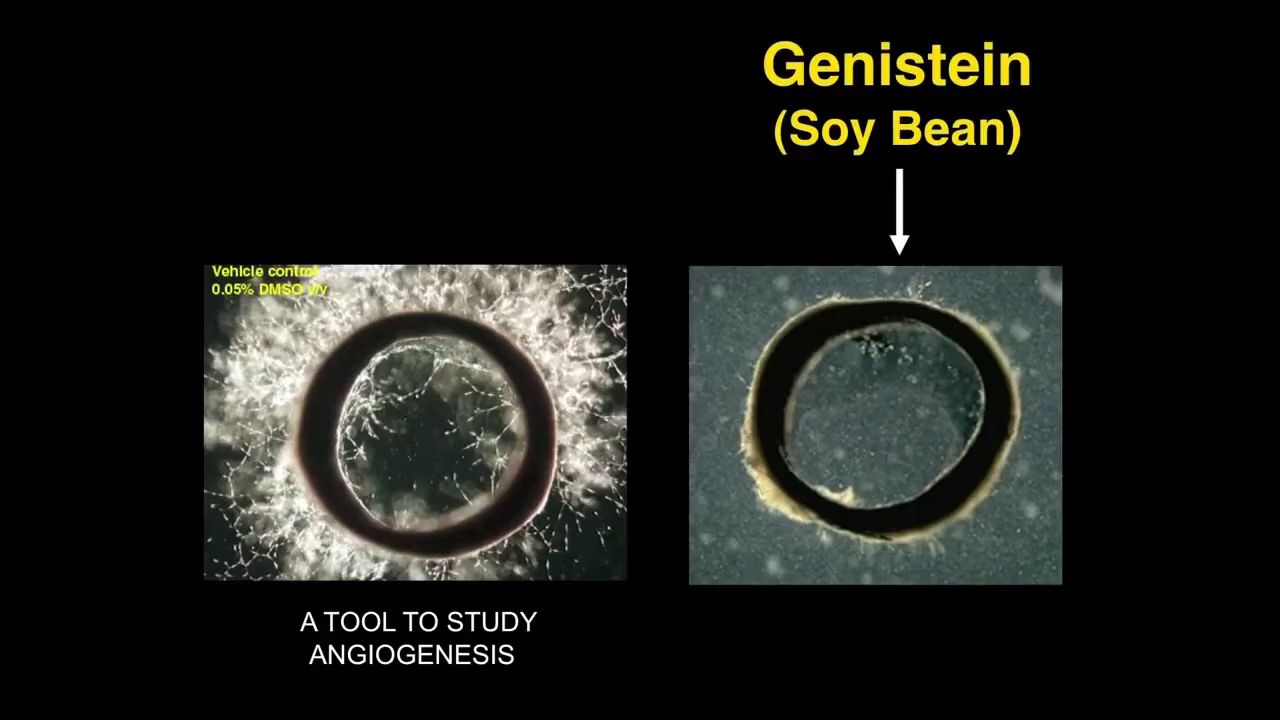 Genistein
(Soy Bean)
Vehicle control
0.05% DMSO v/v
A TOOL TO STUDY
ANGIOGENESIS